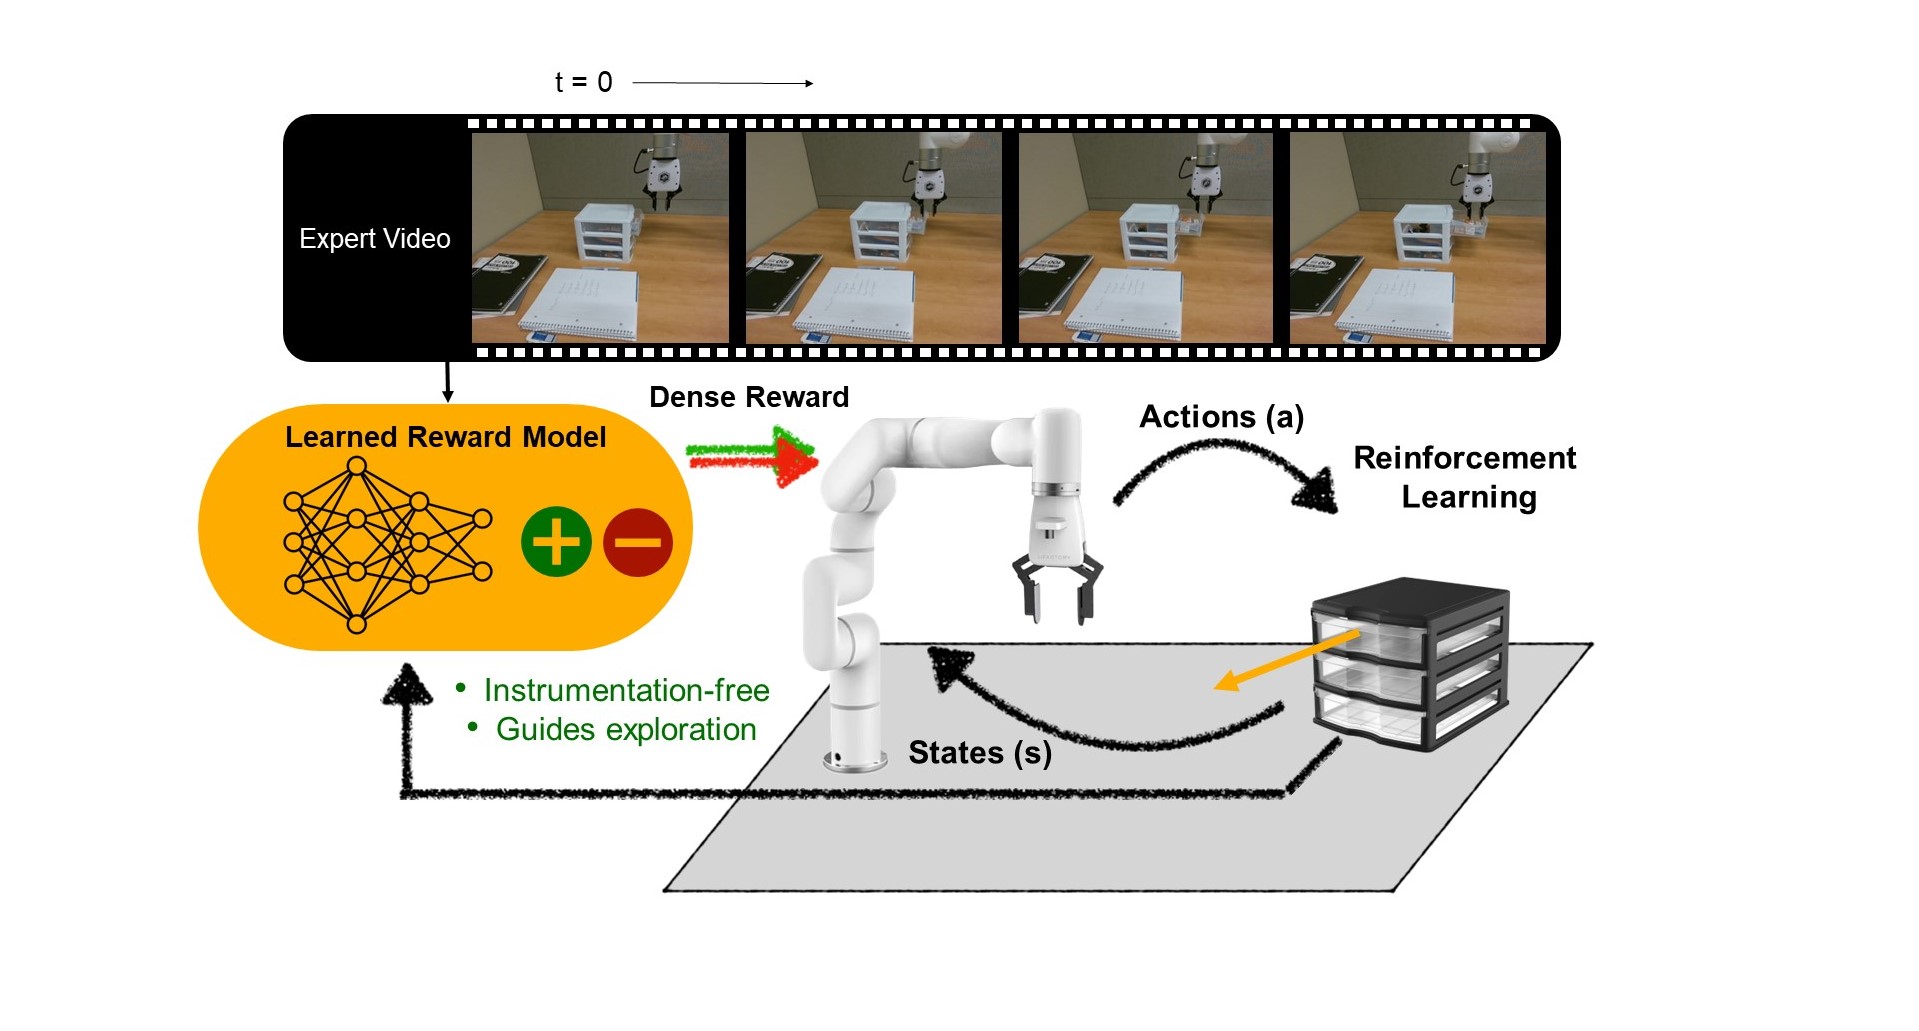 t = 0
Expert Video
Dense Reward
Learned Reward Model
Actions (a)
Reinforcement
Learning
• Instrumentation-free
• Guides exploration
States (s)